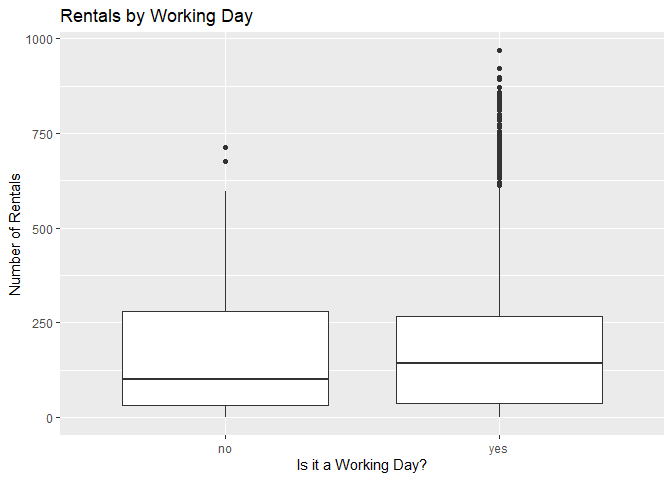 Rentals by Working Day
1000
750
500
250
0
Number of Rentals
no
yes
Is it a Working Day?